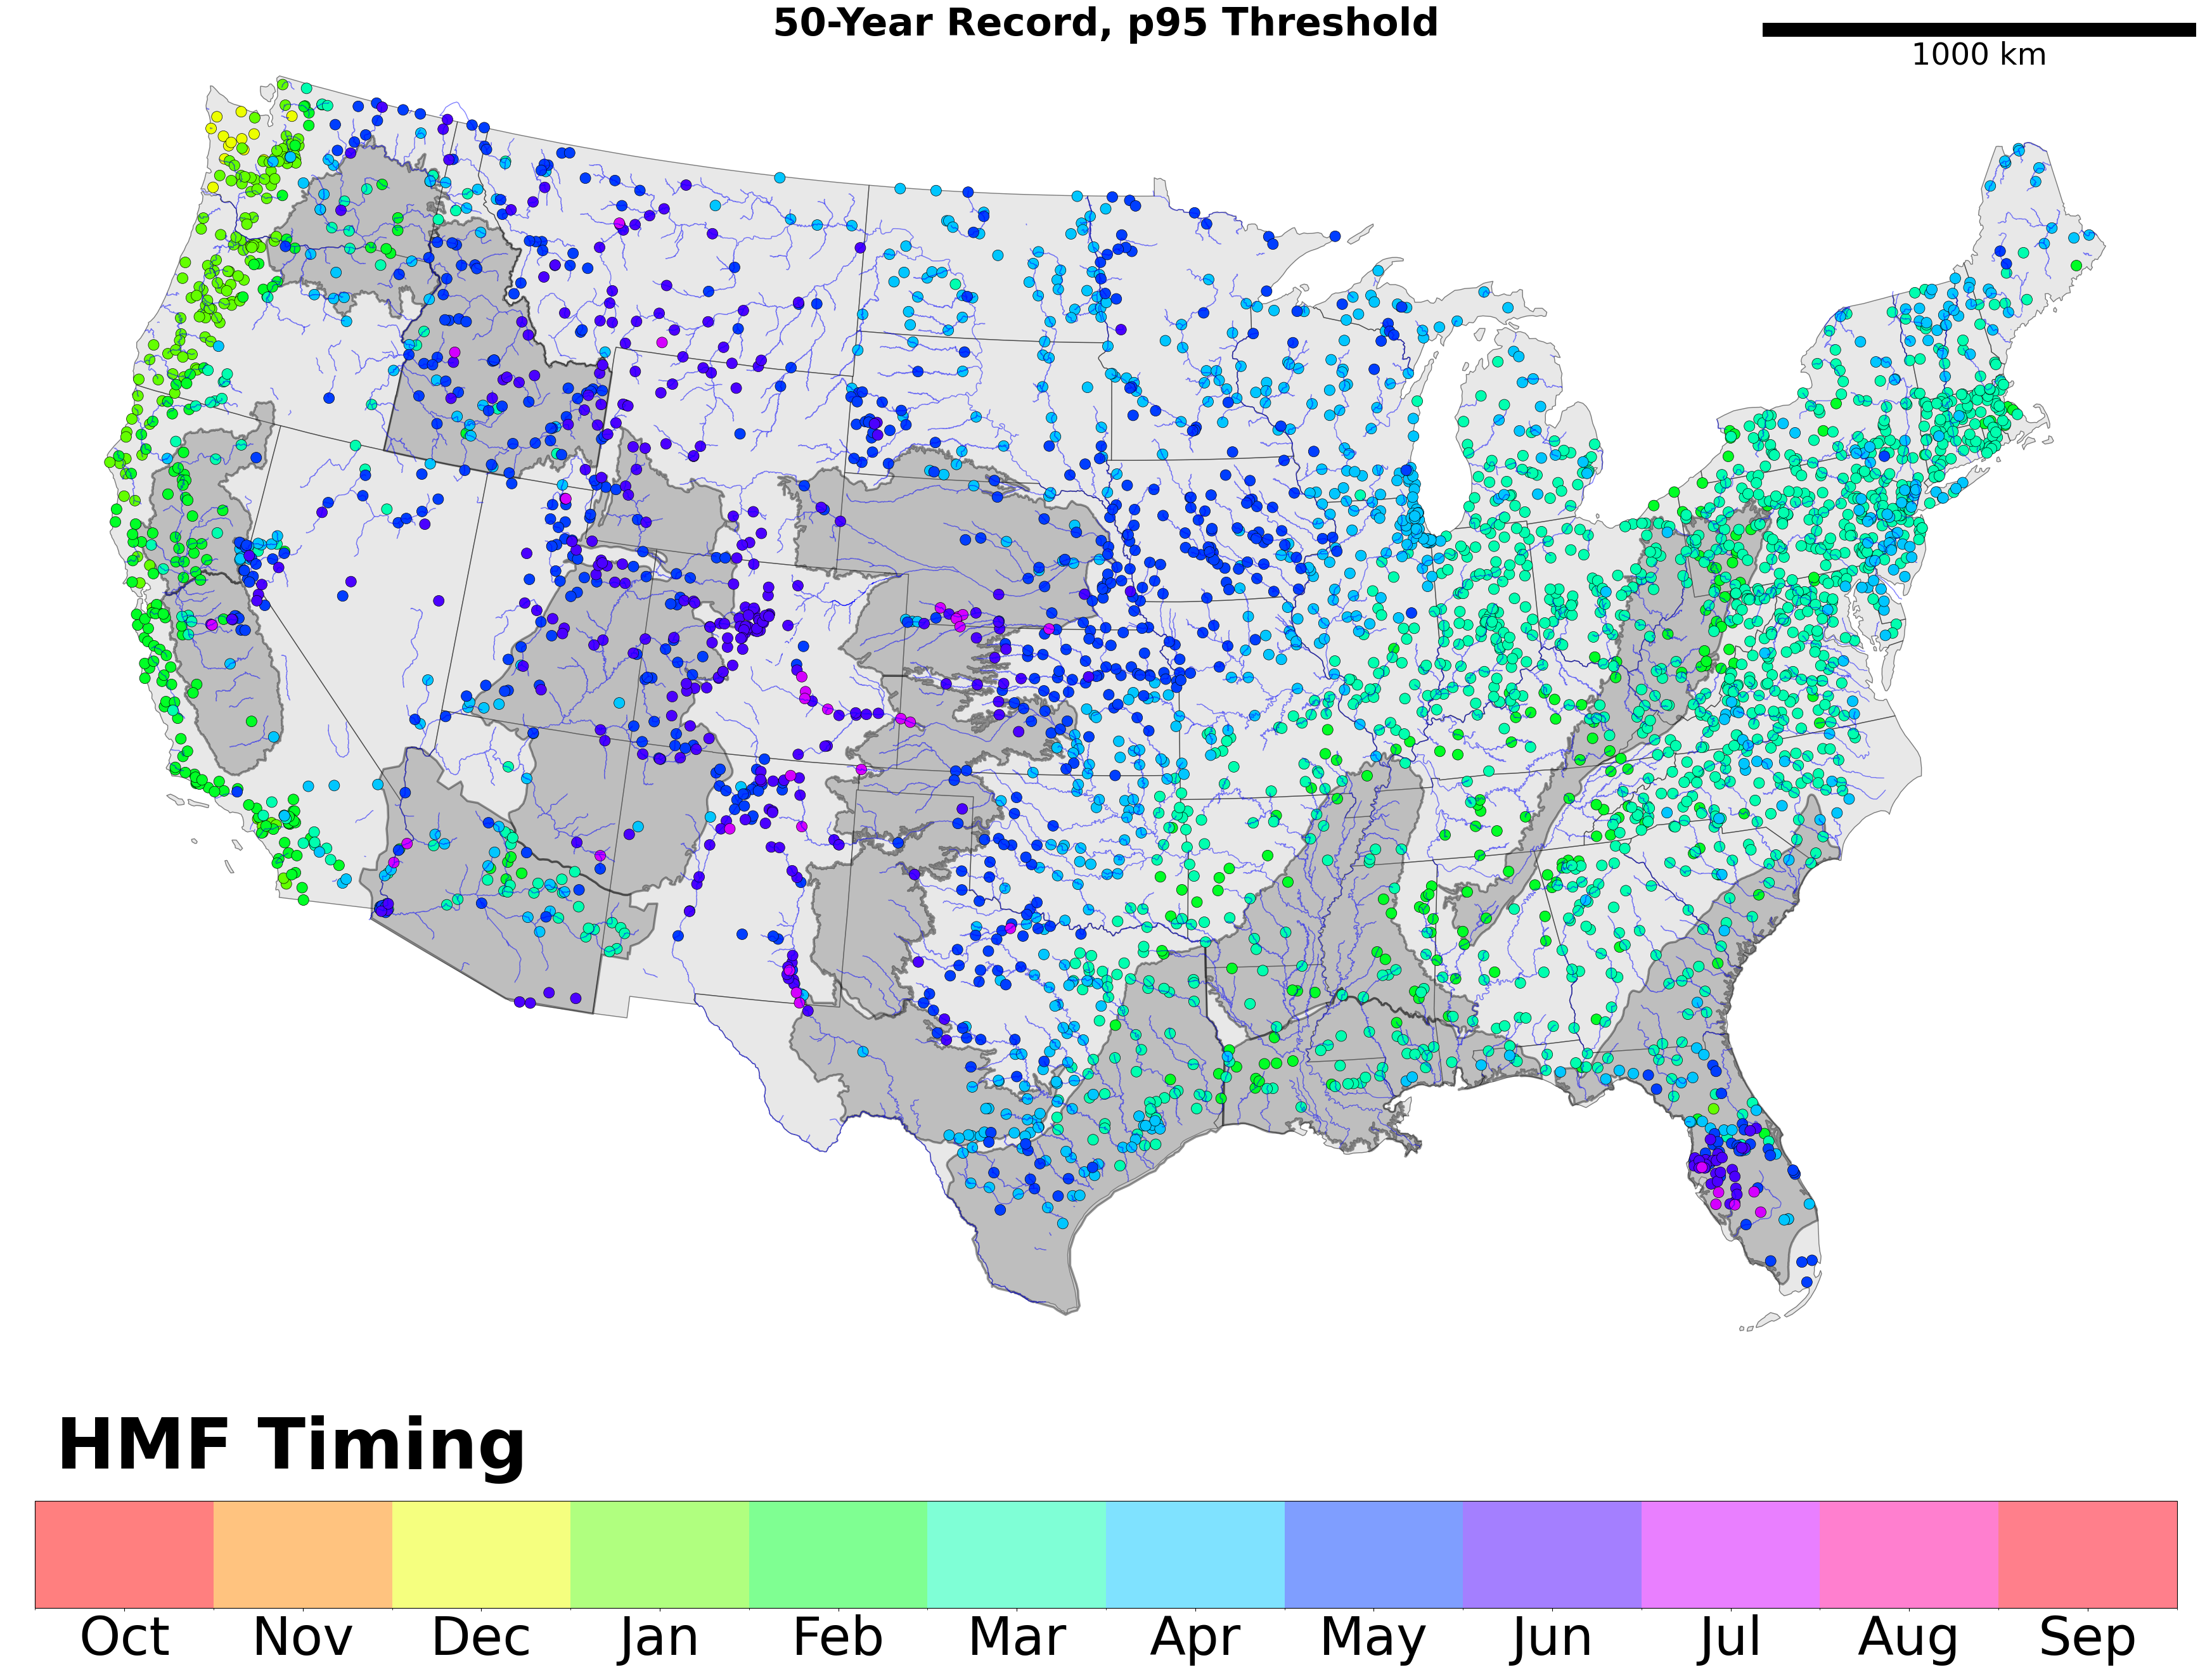 50-Year Record, p95 Threshold
1000 km
HMF Timing
Oct Nov Dec Jan Feb Mar Apr May Jun Jul Aug Sep